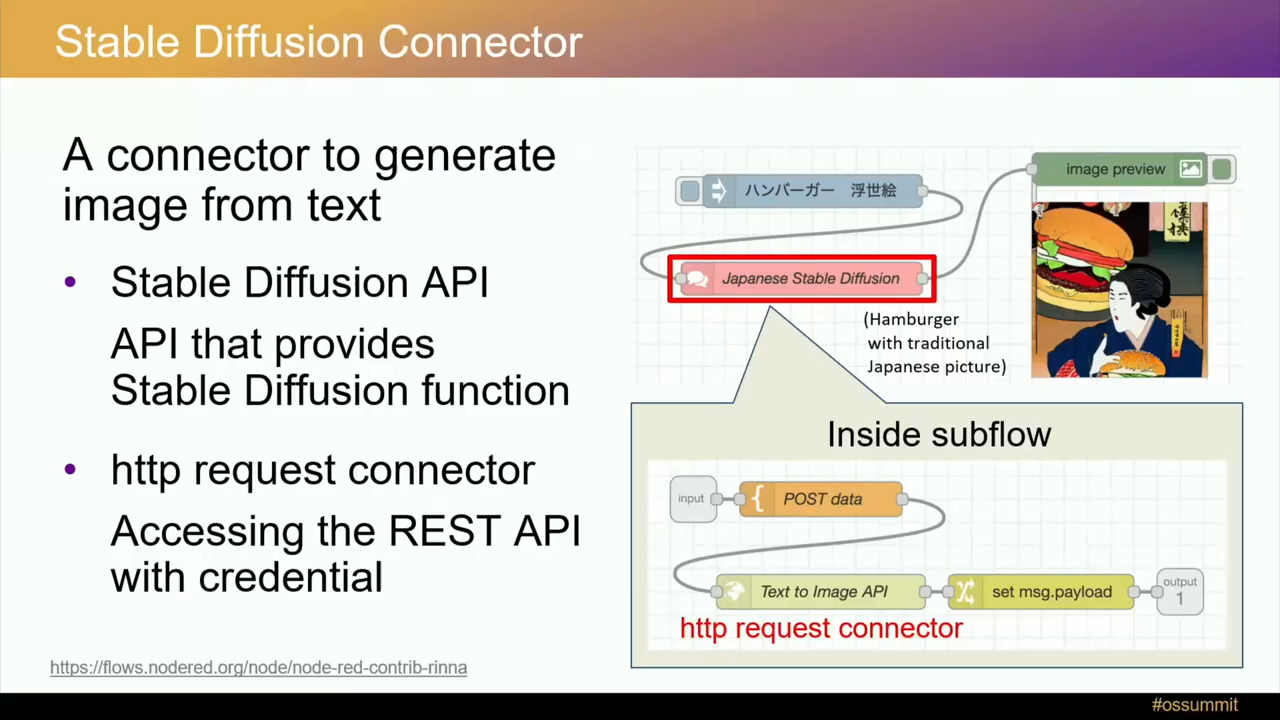 Stable Diffusion Connector
A connector to generate
image from text
• Stable Diffusion API
API that provides
Stable Diffusion function
• http request connector
Accessing the REST API
with credential
https://flows.nodered.org/node/node-red-contrib-rinna
ハンバーガー　浮世絵
image preview
Japanese Stable Diffusion
(Hamburger
with traditional
Japanese picture)
Inside subflow
input
POST data
Text to Image API
set msg.payload
output
1
http request connector
#ossummit